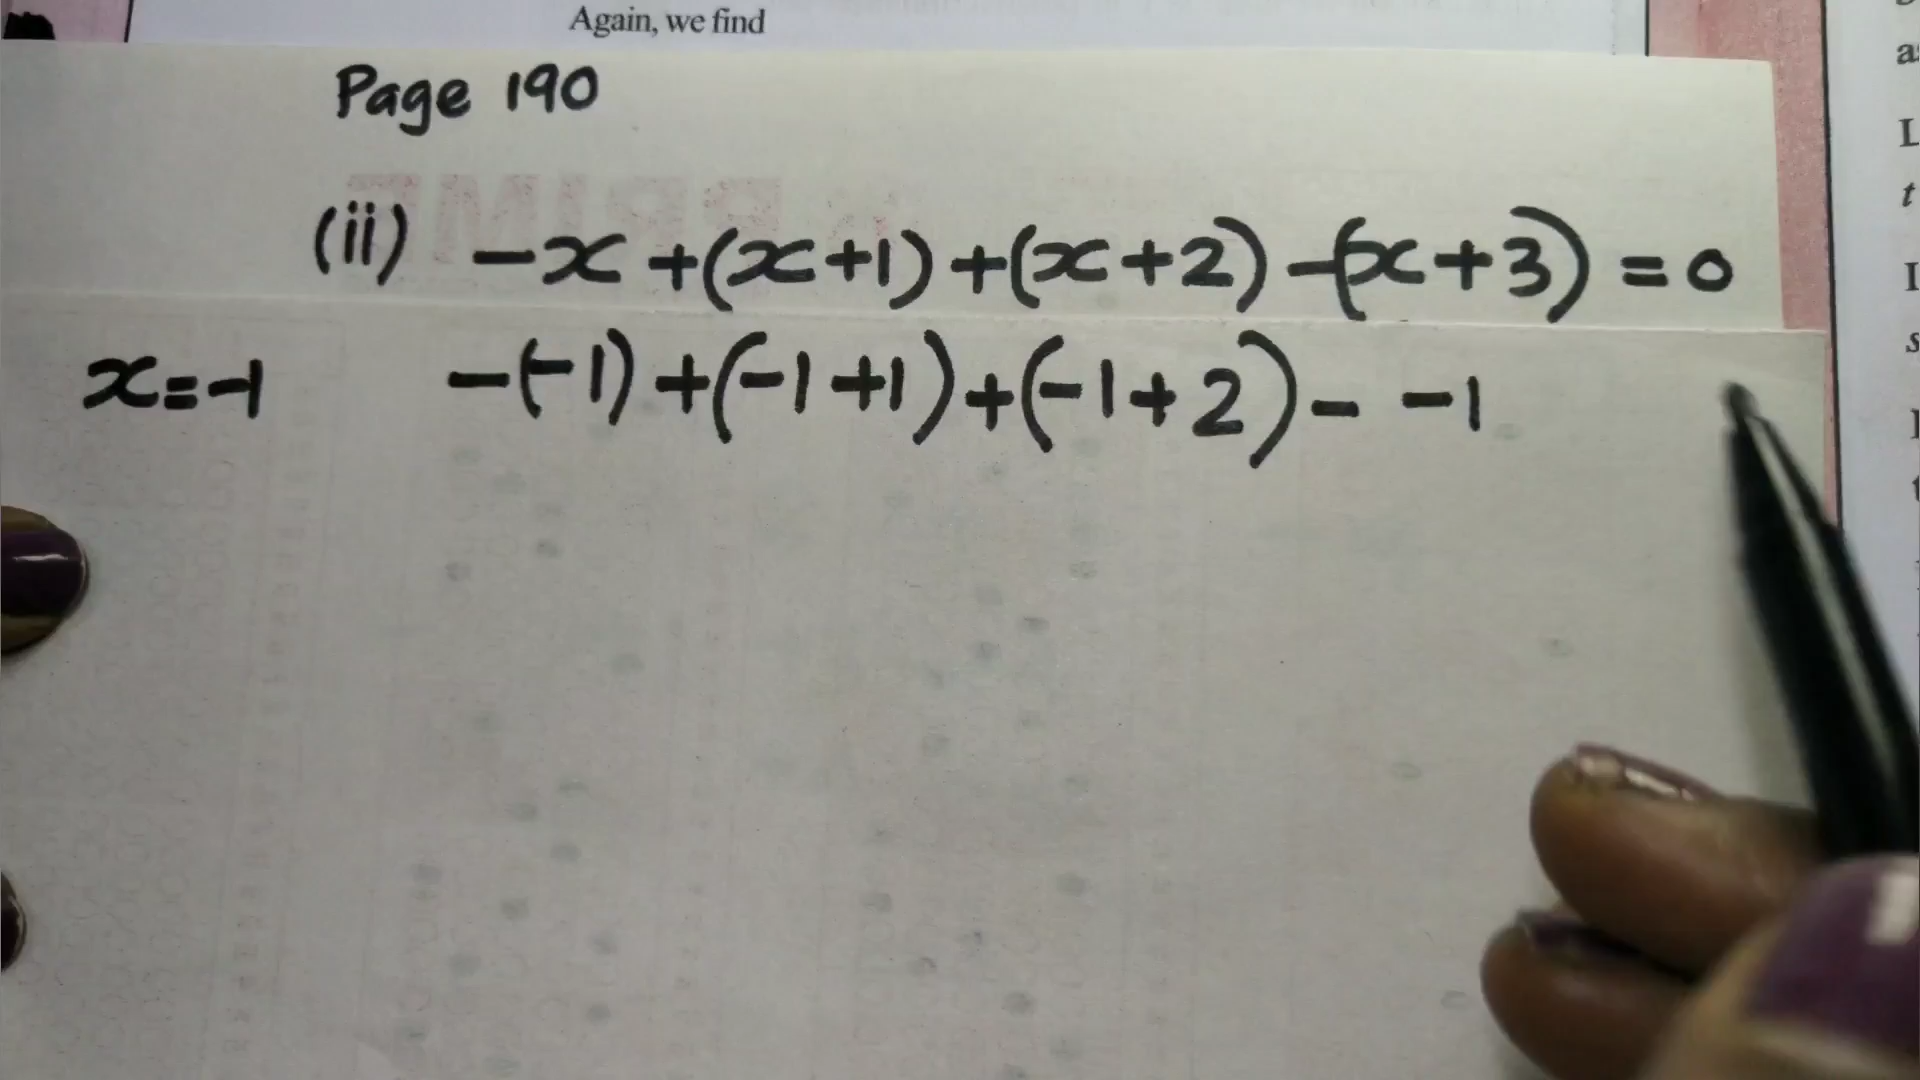 Again, we find
Page 190
(ii) -x +(x+1) +(x+2) -(x+3) = 0
x=-1 -(-1) +(-1+1) +(-1+2) - -1